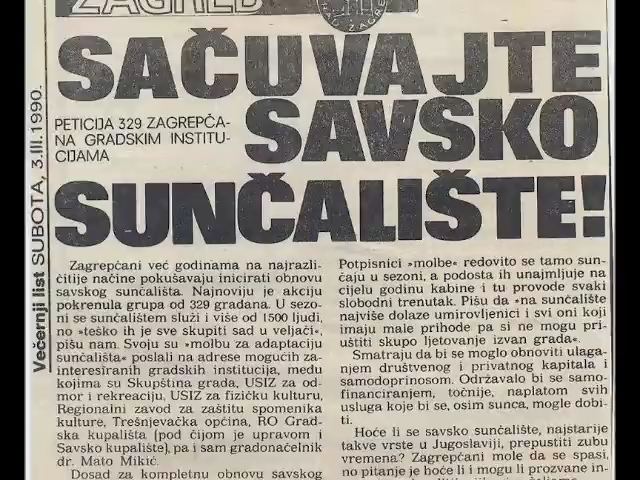 ZAGREB
SAČUVAJTE
PETICIJA 329 ZAGREPČA-
NA GRADSKIM INSTITU-
CIJAMA
SAVSKO
SUNČALIŠTE!
Večernji list SUBOTA, 3.III.1990.
Zagrepčani već godinama na najrazli-
čitije načine pokušavaju inicirati obnovu
savskog sunčališta. Najnoviju je akciju
pokrenula grupa od 329 građana. U sezo-
ni se sunčalištem služi i više od 1500 ljudi,
no »teško ih je sve skupiti sad u veljači»,
pišu nam. Svoju su »molbu za adaptaciju
sunčališta« poslali na adrese mogućih za-
interesiranih gradskih institucija, među
kojima su Skupština grada, USIZ za od-
mor i rekreaciju, USIZ za fizičku kulturu,
Regionalni zavod za zaštitu spomenika
kulture, Trešnjevačka općina, RO Grad-
ska kupališta (pod čijom je upravom i
Savsko kupalište), pa i sam gradonačelnik
dr. Mato Mikić.
Dosad za kompletnu obnovu savskog
Potpisnici »molbe« redovito se tamo sun-
čaju u sezoni, a podosta ih unajmljuje na
cijelu godinu kabine i tu provode svaki
slobodni trenutak. Pišu da »na sunčalište
najviše dolaze umirovljenici i svi oni koji
imaju male prihode pa si ne mogu pri-
uštiti skupo ljetovanje izvan grada«.
Smatraju da bi se moglo obnoviti ulaga-
njem društvenog i privatnog kapitala i
samodoprinosom. Održavalo bi se samo-
financiranjem, točnije, naplatom svih
usluga koje bi se, osim sunca, mogle dobi-
ti.
Hoće li se savsko sunčalište, najstarije
takve vrste u Jugoslaviji, prepustiti zubu
vremena? Zagrepčani mole da se spasi,
no pitanje je hoće li i mogu li prozvane in-